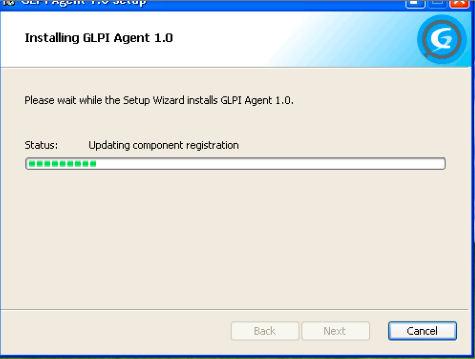 GLPI Agent 1.0 Setup
Installing GLPI Agent 1.0
Please wait while the Setup Wizard installs GLPI Agent 1.0.
Status: Updating component registration
Back Next Cancel